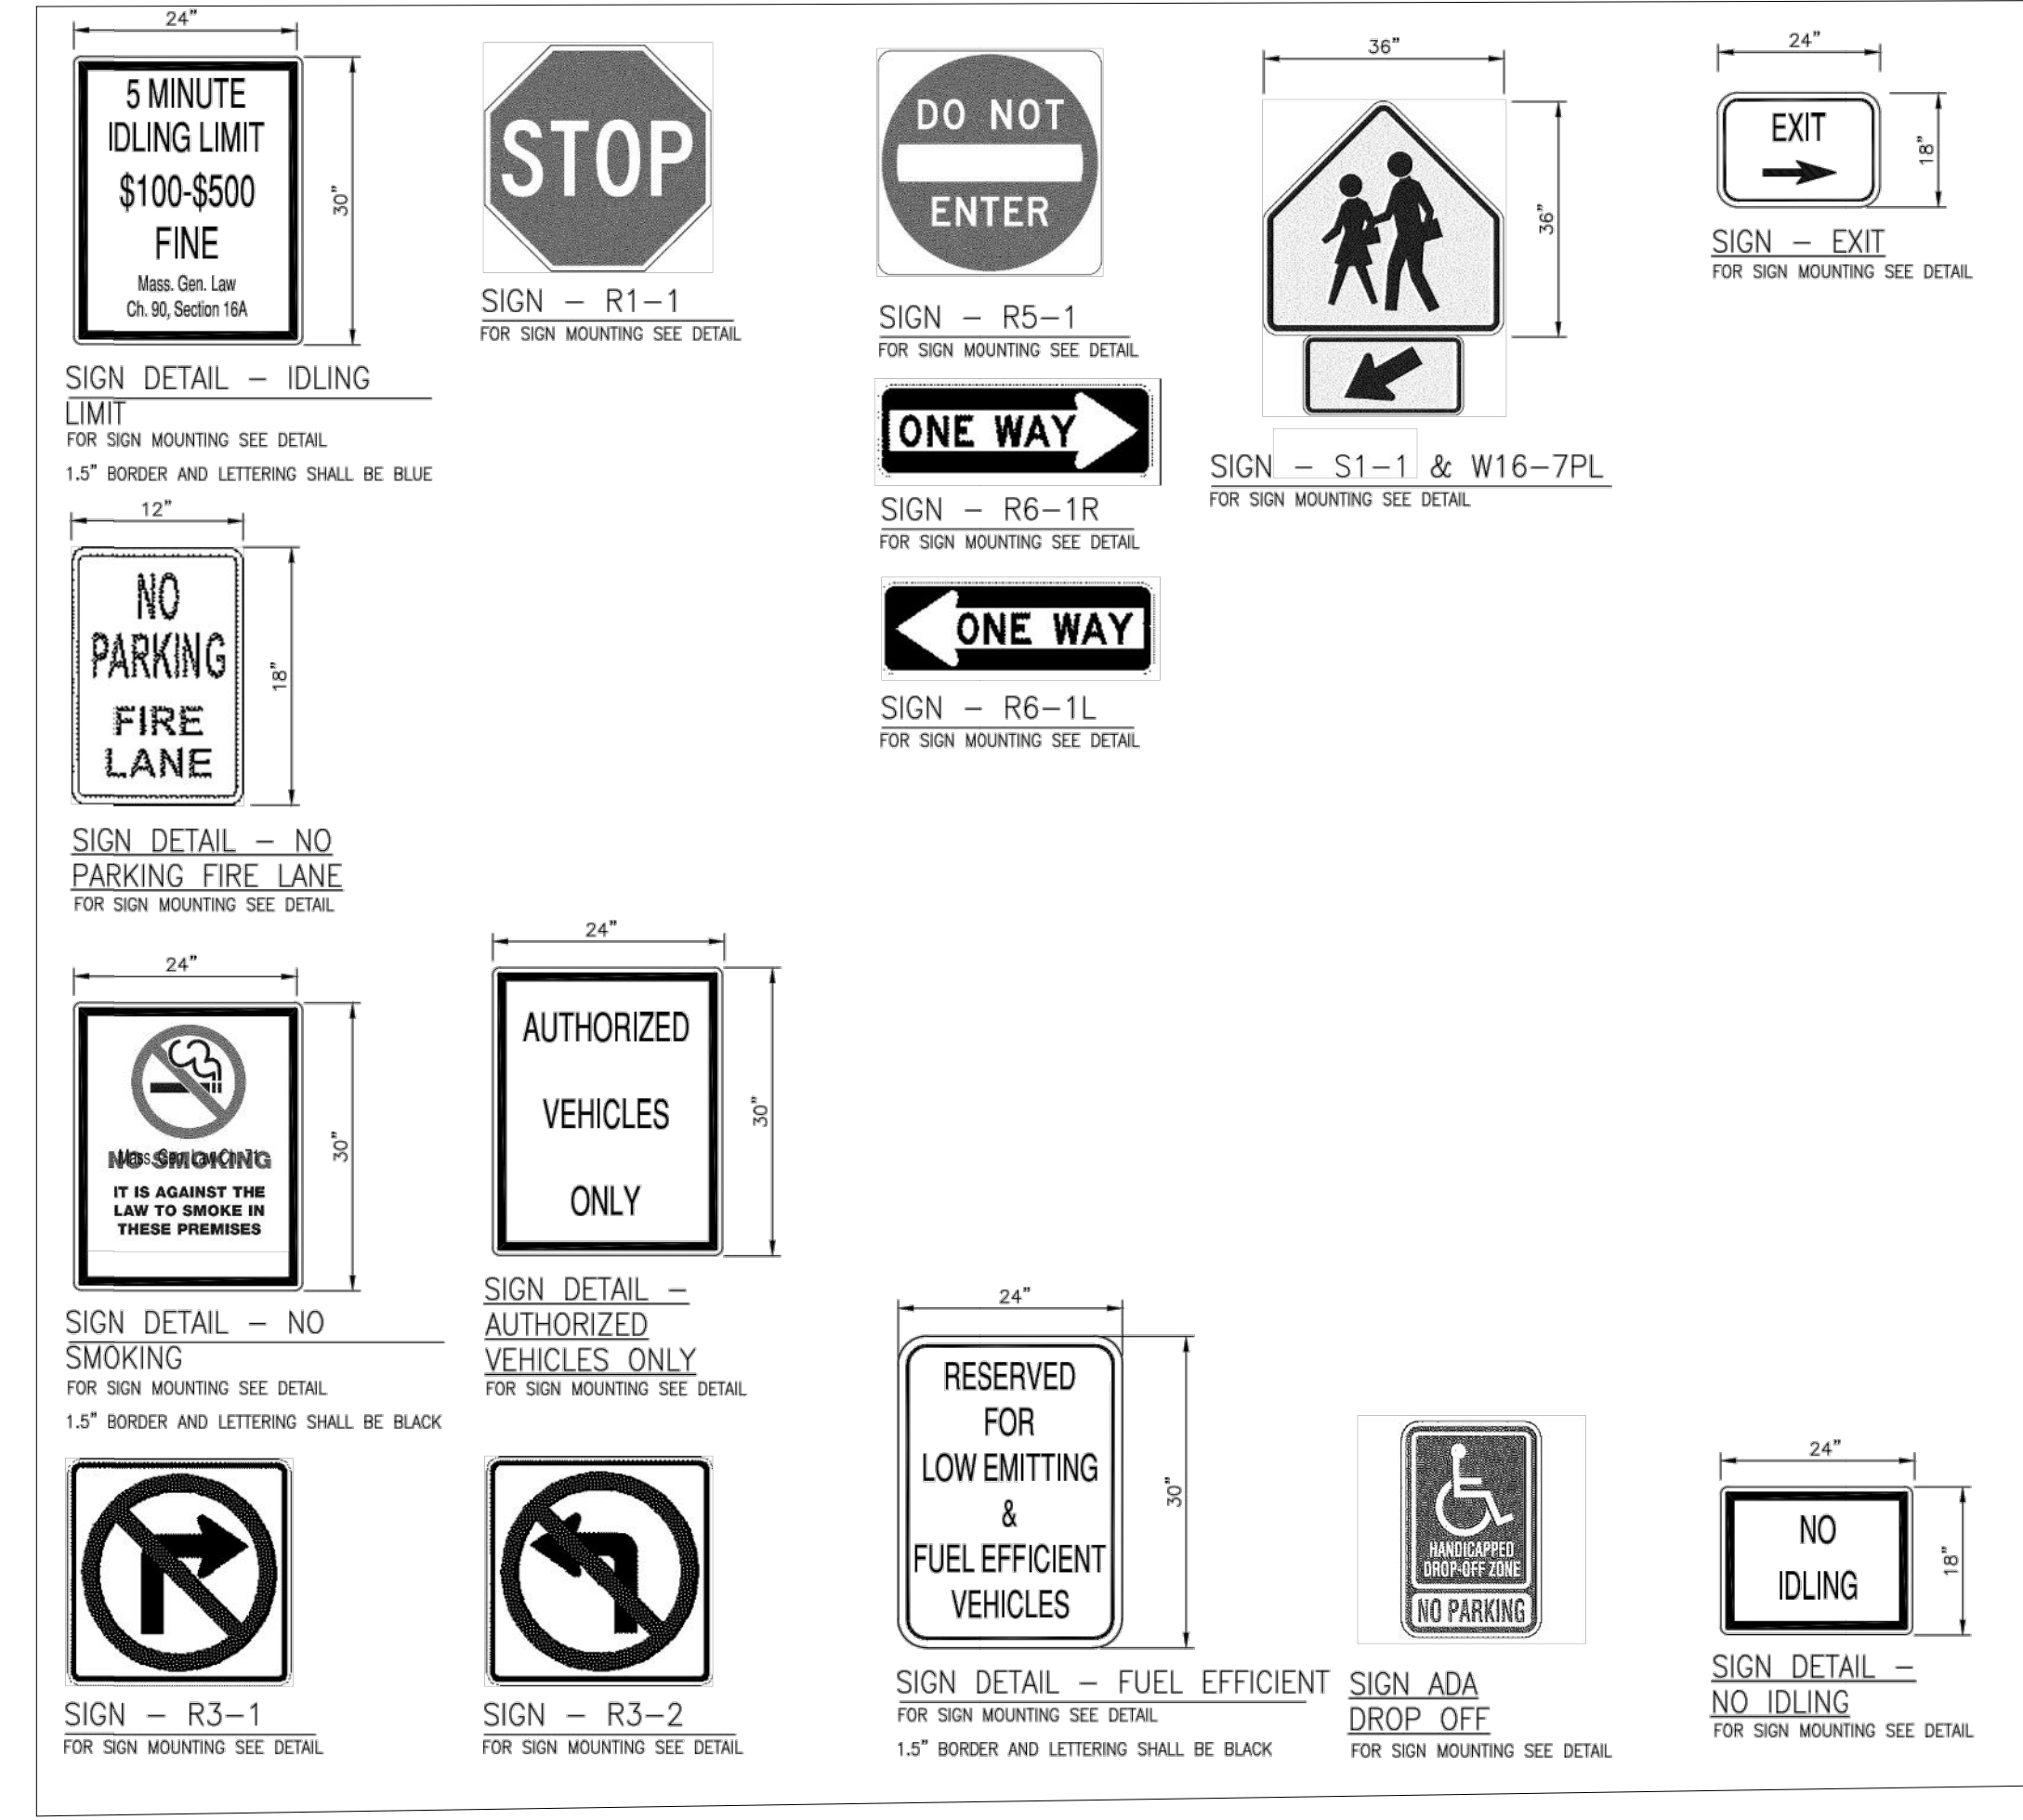 24"
5 MINUTE
IDLING LIMIT
$100-$500
FINE
Mass. Gen. Law
Ch. 90, Section 16A
30"
SIGN DETAIL – IDLING
LIMIT
FOR SIGN MOUNTING SEE DETAIL
1.5" BORDER AND LETTERING SHALL BE BLUE
STOP
SIGN – R1–1
FOR SIGN MOUNTING SEE DETAIL
DO NOT
ENTER
SIGN – R5–1
FOR SIGN MOUNTING SEE DETAIL
ONE WAY
SIGN – R6–1R
FOR SIGN MOUNTING SEE DETAIL
ONE WAY
SIGN – R6–1L
FOR SIGN MOUNTING SEE DETAIL
36"
36"
SIGN – S1–1 & W16–7PL
FOR SIGN MOUNTING SEE DETAIL
24"
EXIT
18"
SIGN – EXIT
FOR SIGN MOUNTING SEE DETAIL
12"
NO
PARKING
FIRE
LANE
18"
SIGN DETAIL – NO
PARKING FIRE LANE
FOR SIGN MOUNTING SEE DETAIL
24"
NO SMOKING
Mass. Gen. Law Ch. 71
IT IS AGAINST THE
LAW TO SMOKE IN
THESE PREMISES
30"
SIGN DETAIL – NO
SMOKING
FOR SIGN MOUNTING SEE DETAIL
1.5" BORDER AND LETTERING SHALL BE BLACK
24"
AUTHORIZED
VEHICLES
ONLY
30"
SIGN DETAIL –
AUTHORIZED
VEHICLES ONLY
FOR SIGN MOUNTING SEE DETAIL
SIGN – R3–1
FOR SIGN MOUNTING SEE DETAIL
SIGN – R3–2
FOR SIGN MOUNTING SEE DETAIL
24"
RESERVED
FOR
LOW EMITTING
&
FUEL EFFICIENT
VEHICLES
30"
SIGN DETAIL – FUEL EFFICIENT
FOR SIGN MOUNTING SEE DETAIL
1.5" BORDER AND LETTERING SHALL BE BLACK
HANDICAPPED
DROP-OFF ZONE
NO PARKING
SIGN ADA
DROP OFF
FOR SIGN MOUNTING SEE DETAIL
24"
NO
IDLING
18"
SIGN DETAIL –
NO IDLING
FOR SIGN MOUNTING SEE DETAIL